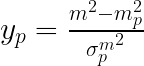 y_p = \frac{m^2 - m_p^2}{\sigma_p^{m^2}}